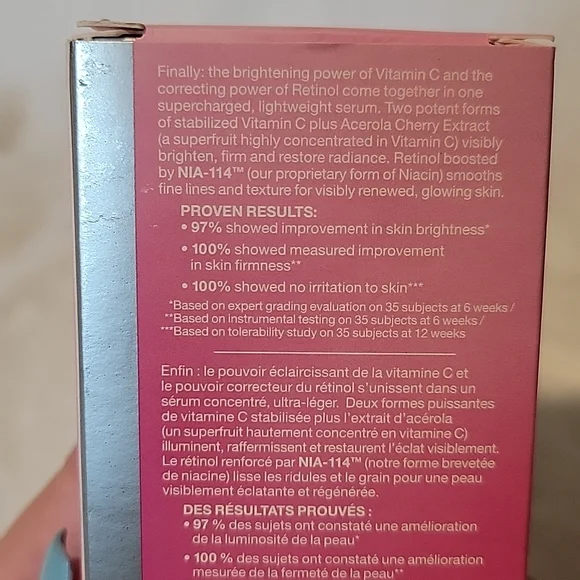 Finally: the brightening power of Vitamin C and the
correcting power of Retinol come together in one
supercharged, lightweight serum. Two potent forms
of stabilized Vitamin C plus Acerola Cherry Extract
(a superfruit highly concentrated in Vitamin C) visibly
brighten, firm and restore radiance. Retinol boosted
by NIA-114™ (our proprietary form of Niacin) smooths
fine lines and texture for visibly renewed, glowing skin.
PROVEN RESULTS:
• 97% showed improvement in skin brightness*
• 100% showed measured improvement
in skin firmness**
• 100% showed no irritation to skin***
*Based on expert grading evaluation on 35 subjects at 6 weeks /
**Based on instrumental testing on 35 subjects at 6 weeks /
***Based on tolerability study on 35 subjects at 12 weeks
Enfin : le pouvoir éclaircissant de la vitamine C et
le pouvoir correcteur du rétinol s'unissent dans un
sérum concentré, ultra-léger. Deux formes puissantes
de vitamine C stabilisée plus l'extrait d'acérola
(un superfruit hautement concentré en vitamine C)
illuminent, raffermissent et restaurent l'éclat visiblement.
Le rétinol renforcé par NIA-114™ (notre forme brevetée
de niacine) lisse les ridules et le grain pour une peau
visiblement éclatante et régénérée.
DES RÉSULTATS PROUVÉS :
• 97 % des sujets ont constaté une amélioration
de la luminosité de la peau*
• 100 % des sujets ont constaté une amélioration
mesurée de la fermeté de la peau**